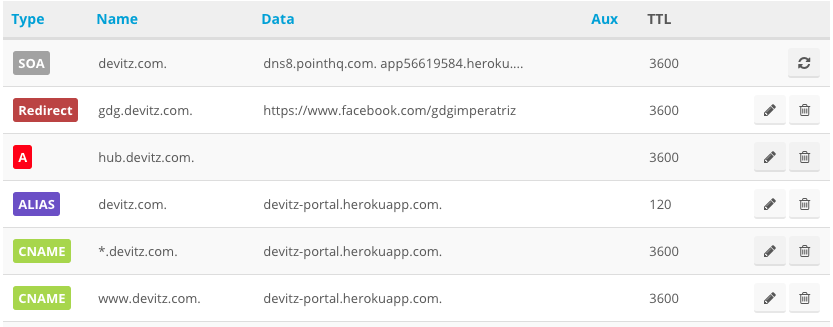 Type Name Data Aux TTL
SOA devitz.com. dns8.pointhq.com. app56619584.heroku.... 3600
Redirect gdg.devitz.com. https://www.facebook.com/gdgimperatriz 3600
A hub.devitz.com. 3600
ALIAS devitz.com. devitz-portal.herokuapp.com. 120
CNAME *.devitz.com. devitz-portal.herokuapp.com. 3600
CNAME www.devitz.com. devitz-portal.herokuapp.com. 3600